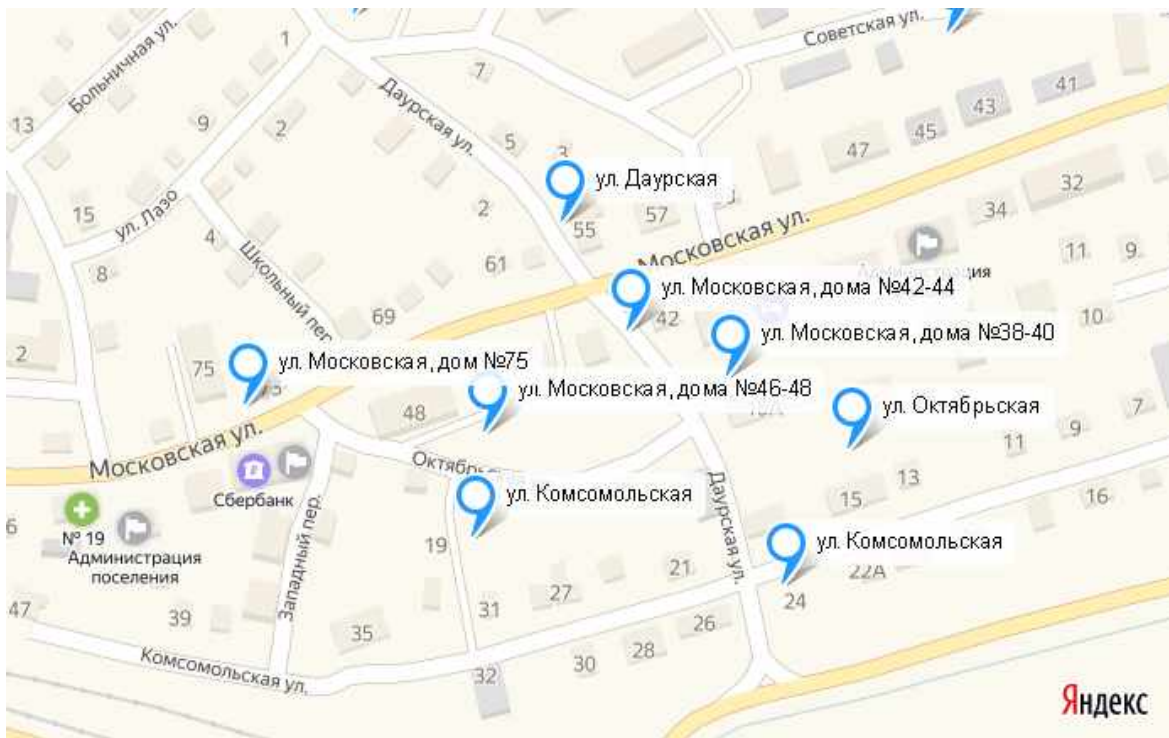 Больничная ул.
1
13
9
2
7
Советская ул.
41
43
45
47
Даурская ул.
5
3
ул. Даурская
15
ул. Лазо
4
8
2
55
57
61
Московская ул.
32
34
11
9
Школьный пер.
69
ул. Московская, дома №42-44
42
10
ул. Московская, дома №38-40
2
75
ул. Московская, дом №75
48
ул. Московская, дома №46-48
ул. Октябрьская
7
9
11
Московская ул.
Сбербанк
ул. Комсомольская
15
13
16
Даурская ул.
№ 19
Администрация
поселения
Западный пер.
19
ул. Комсомольская
22А
24
21
27
31
47
39
35
26
28
30
32
Комсомольская ул.
Яндекс